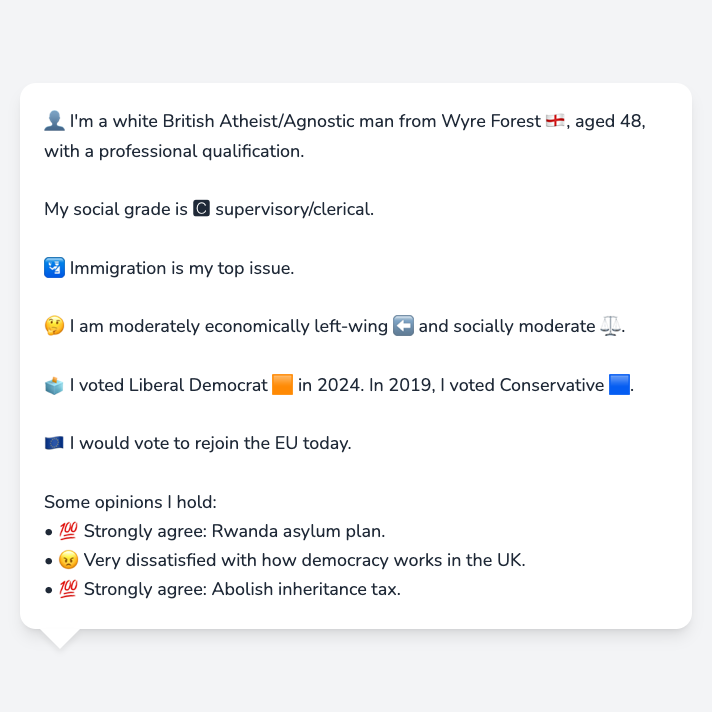 👤 I'm a white British Atheist/Agnostic man from Wyre Forest 🏴󠁧󠁢󠁥󠁮󠁧󠁿, aged 48,
with a professional qualification.
My social grade is 🅲 supervisory/clerical.
🛂 Immigration is my top issue.
🤔 I am moderately economically left-wing ⬅️ and socially moderate ⚖️.
🗳️ I voted Liberal Democrat 🟧 in 2024. In 2019, I voted Conservative 🟦.
🇪🇺 I would vote to rejoin the EU today.
Some opinions I hold:
• 💯 Strongly agree: Rwanda asylum plan.
• 😠 Very dissatisfied with how democracy works in the UK.
• 💯 Strongly agree: Abolish inheritance tax.